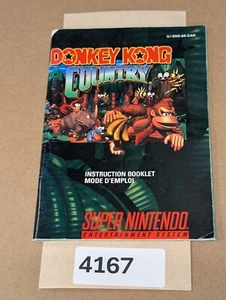 DONKEY KONG
COUNTRY
INSTRUCTION BOOKLET
MODE D'EMPLOI
SUPER NINTENDO
ENTERTAINMENT SYSTEM
4167